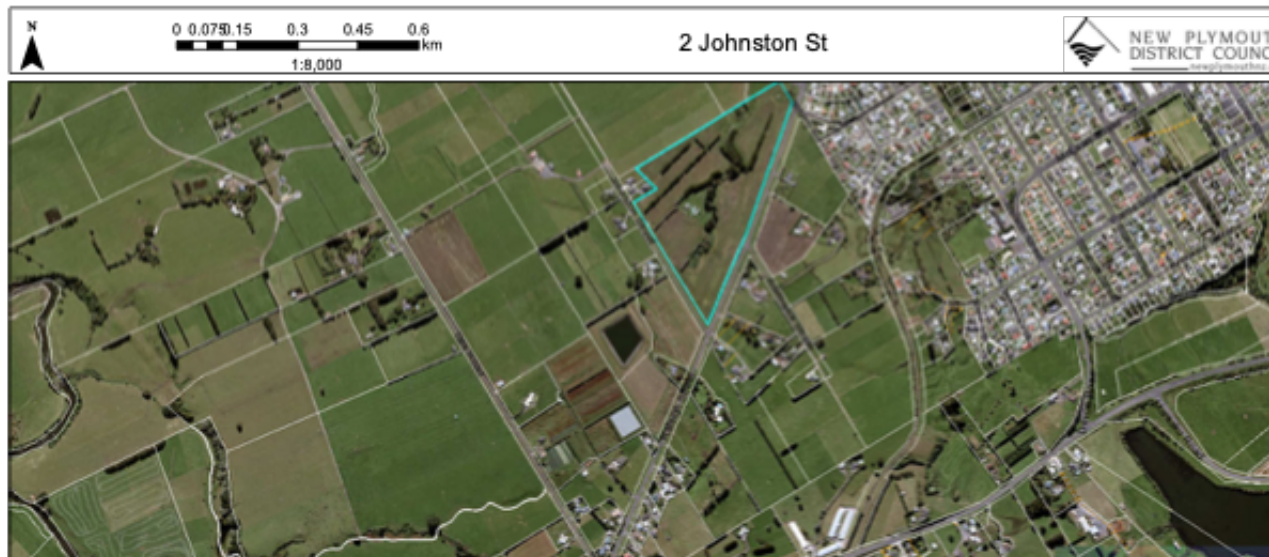 N
0 0.075 0.15 0.3 0.45 0.6
km
1:8,000
2 Johnston St
NEW PLYMOUT
DISTRICT COUNC